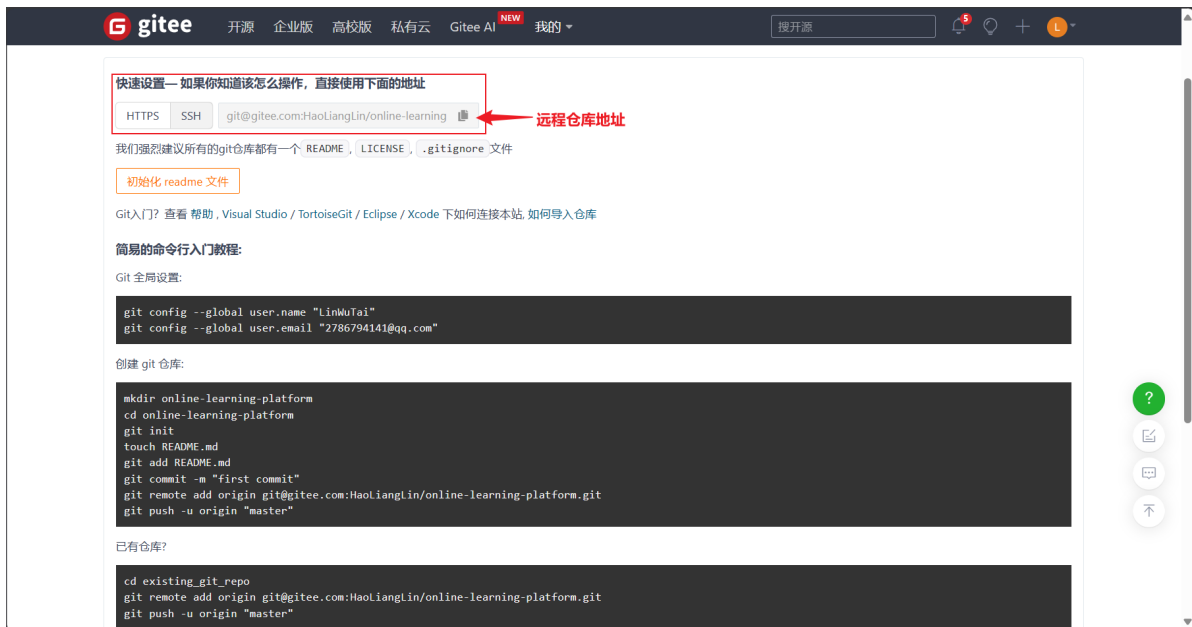 gitee 开源 企业版 高校版 私有云 Gitee AI NEW 我的 搜开源 5 L
快速设置— 如果你知道该怎么操作，直接使用下面的地址
HTTPS SSH git@gitee.com:HaoLiangLin/online-learning 远程仓库地址
我们强烈建议所有的git仓库都有一个 README , LICENSE , .gitignore 文件
初始化 readme 文件
Git入门？查看 帮助 , Visual Studio / TortoiseGit / Eclipse / Xcode 下如何连接本站, 如何导入仓库
简易的命令行入门教程:
Git 全局设置:
git config --global user.name "LinWuTai"
git config --global user.email "2786794141@qq.com"
创建 git 仓库:
mkdir online-learning-platform
cd online-learning-platform
git init
touch README.md
git add README.md
git commit -m "first commit"
git remote add origin git@gitee.com:HaoLiangLin/online-learning-platform.git
git push -u origin "master"
已有仓库?
cd existing_git_repo
git remote add origin git@gitee.com:HaoLiangLin/online-learning-platform.git
git push -u origin "master"
?